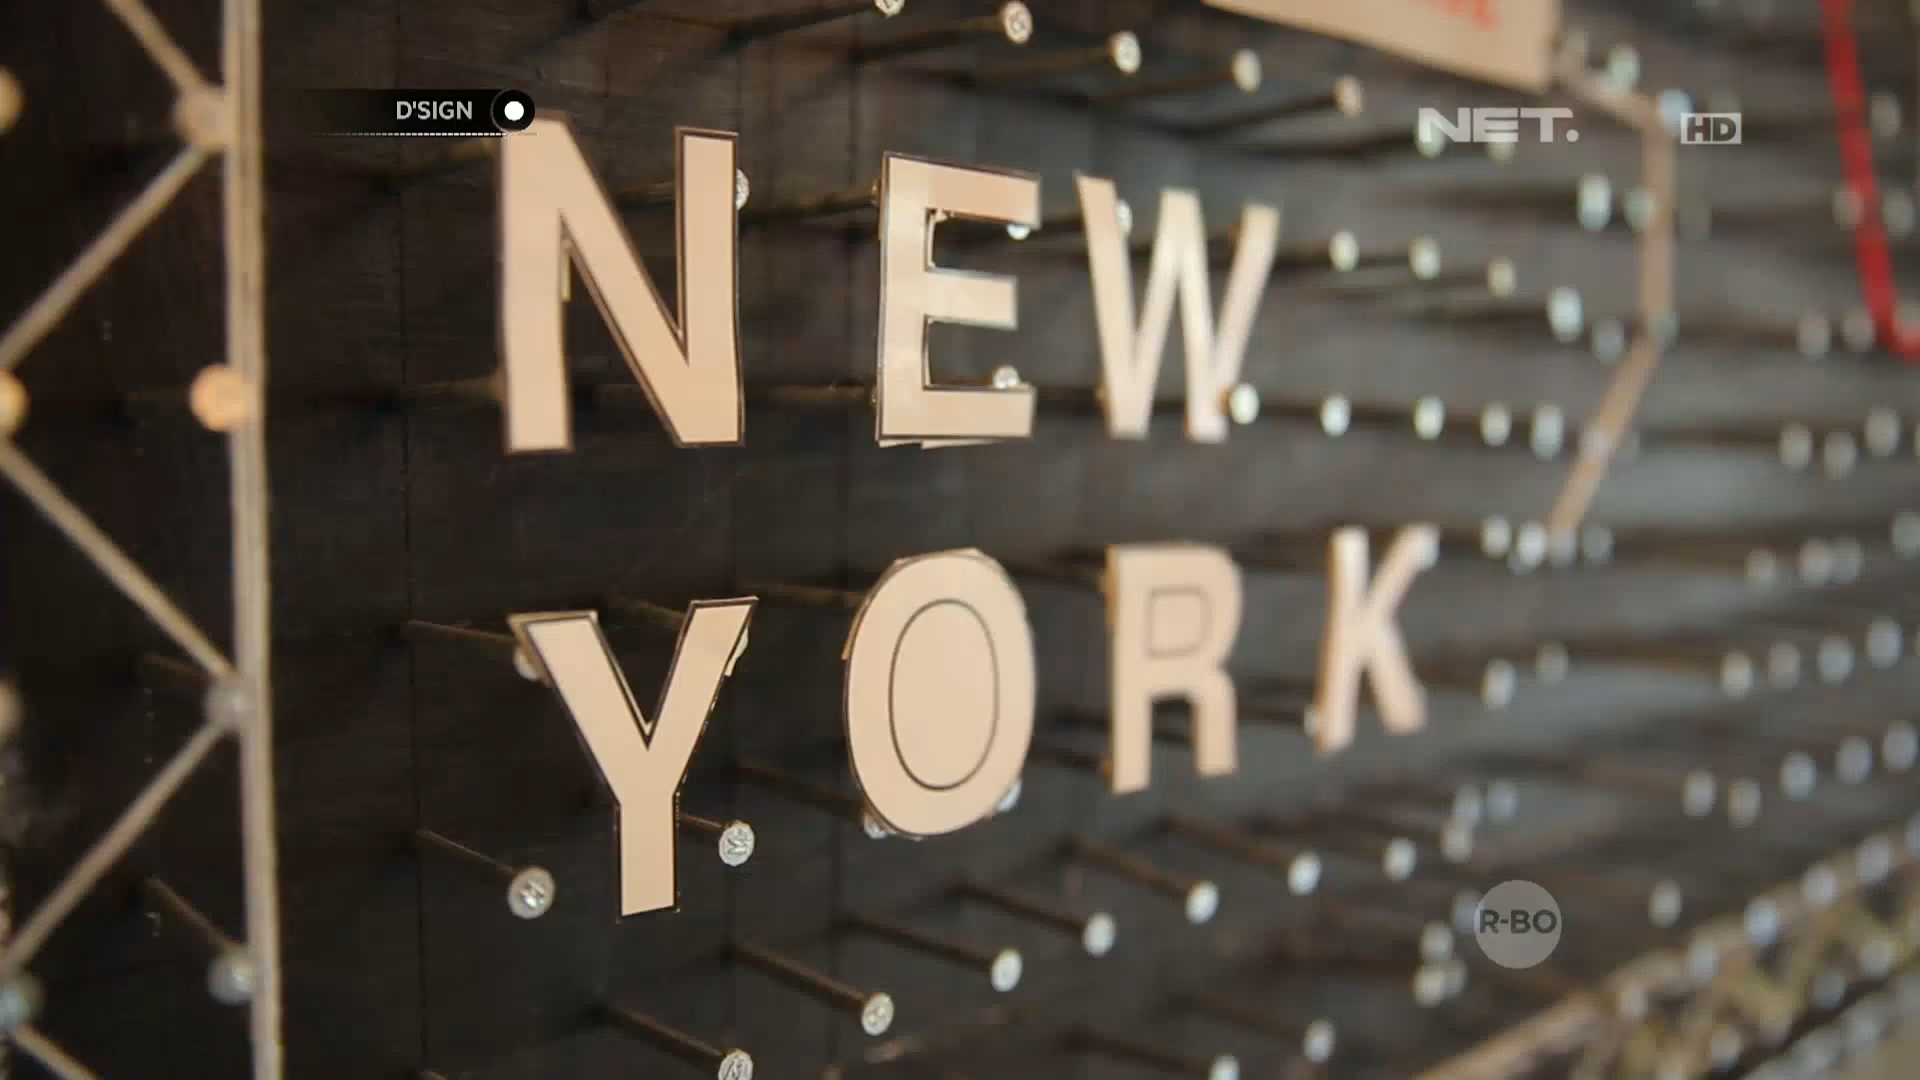 D'SIGN
NET.
HD
NEW
YORK
R-BO